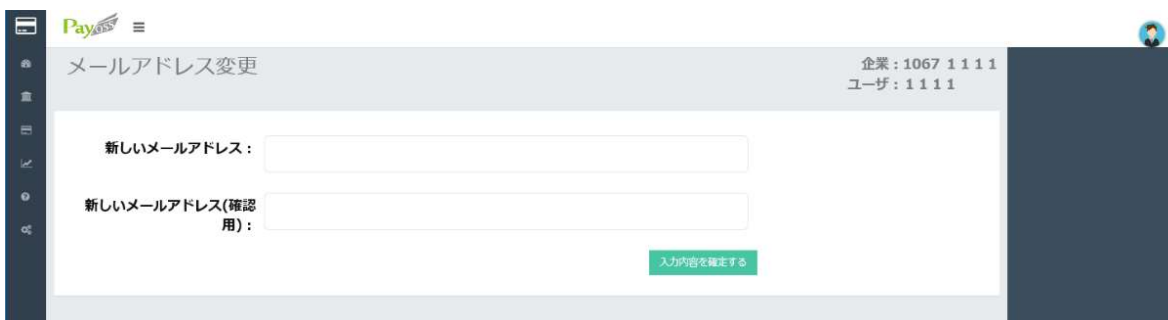 Payoss
メールアドレス変更
企業：1067 1 1 1 1
ユーザ：1 1 1 1
新しいメールアドレス：
新しいメールアドレス(確認
用)：
入力内容を確定する